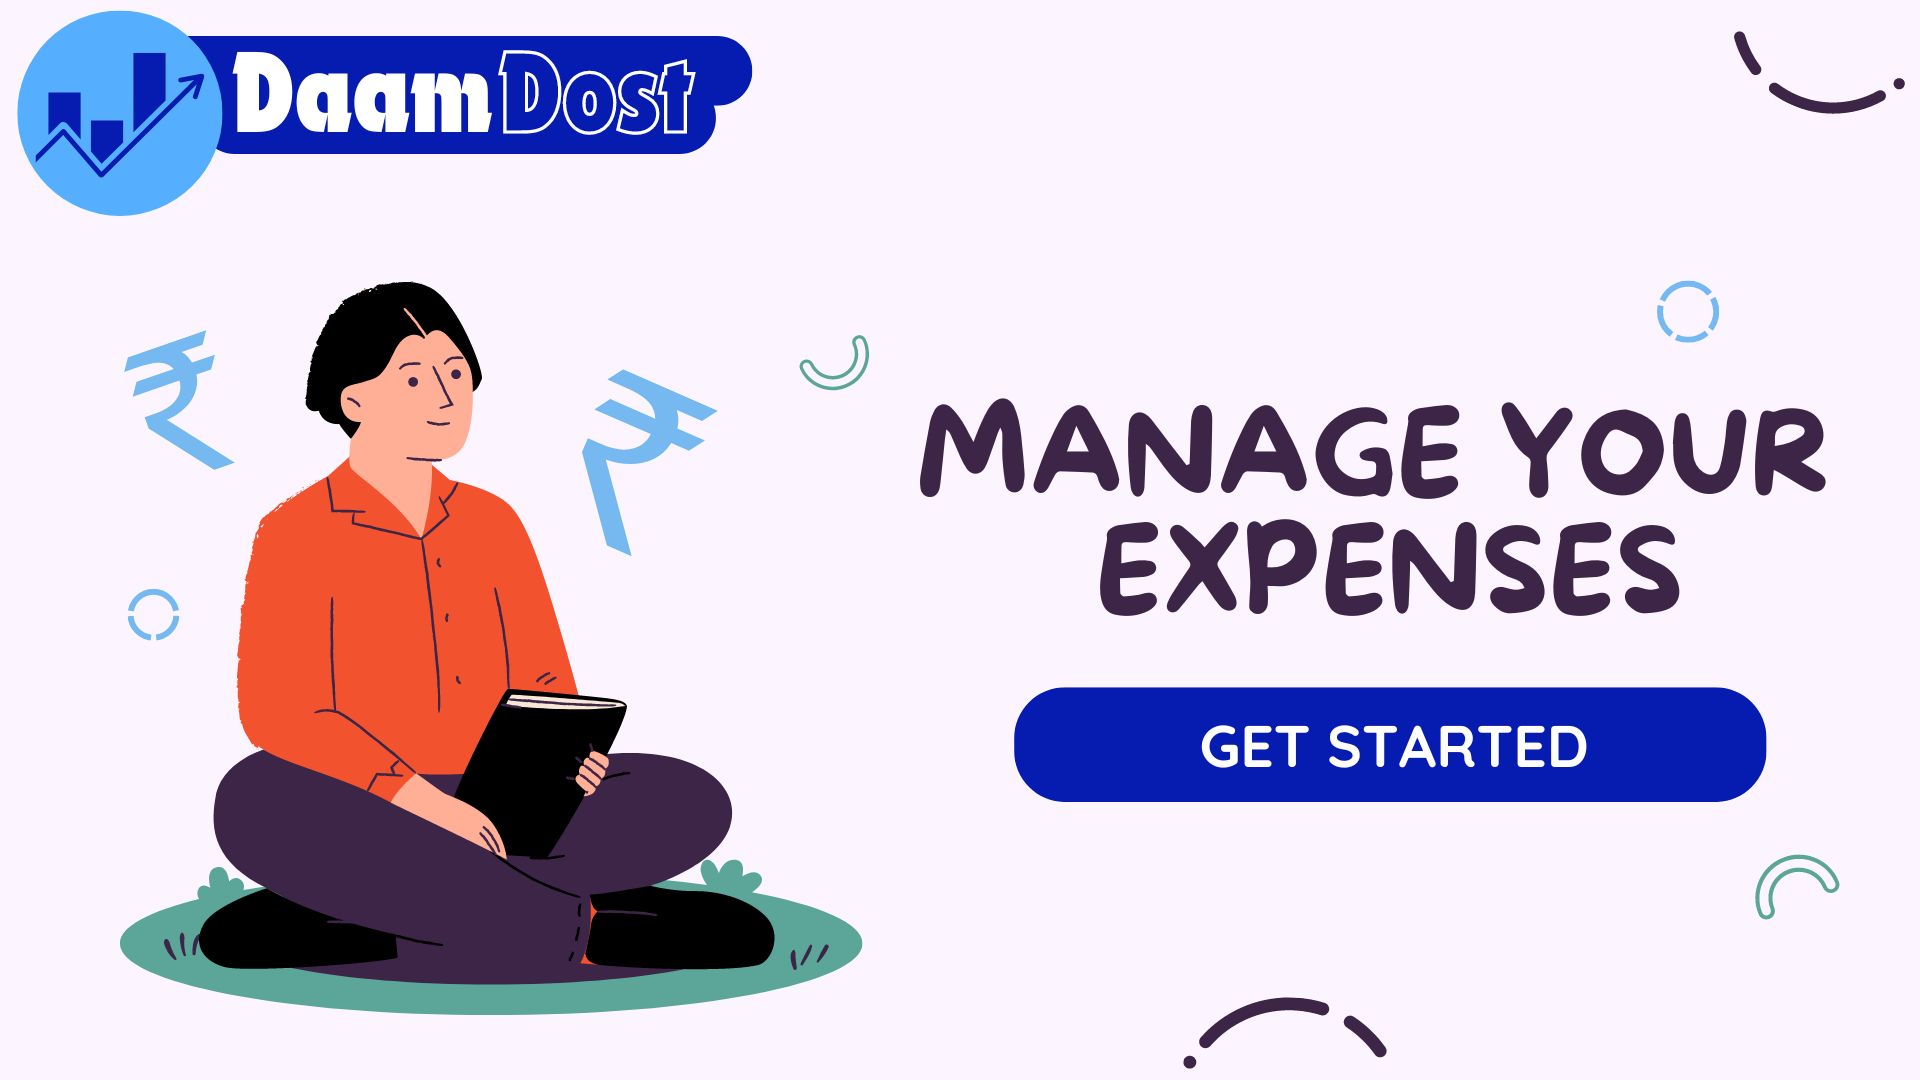 DaamDost
₹
₹
MANAGE YOUR
EXPENSES
GET STARTED